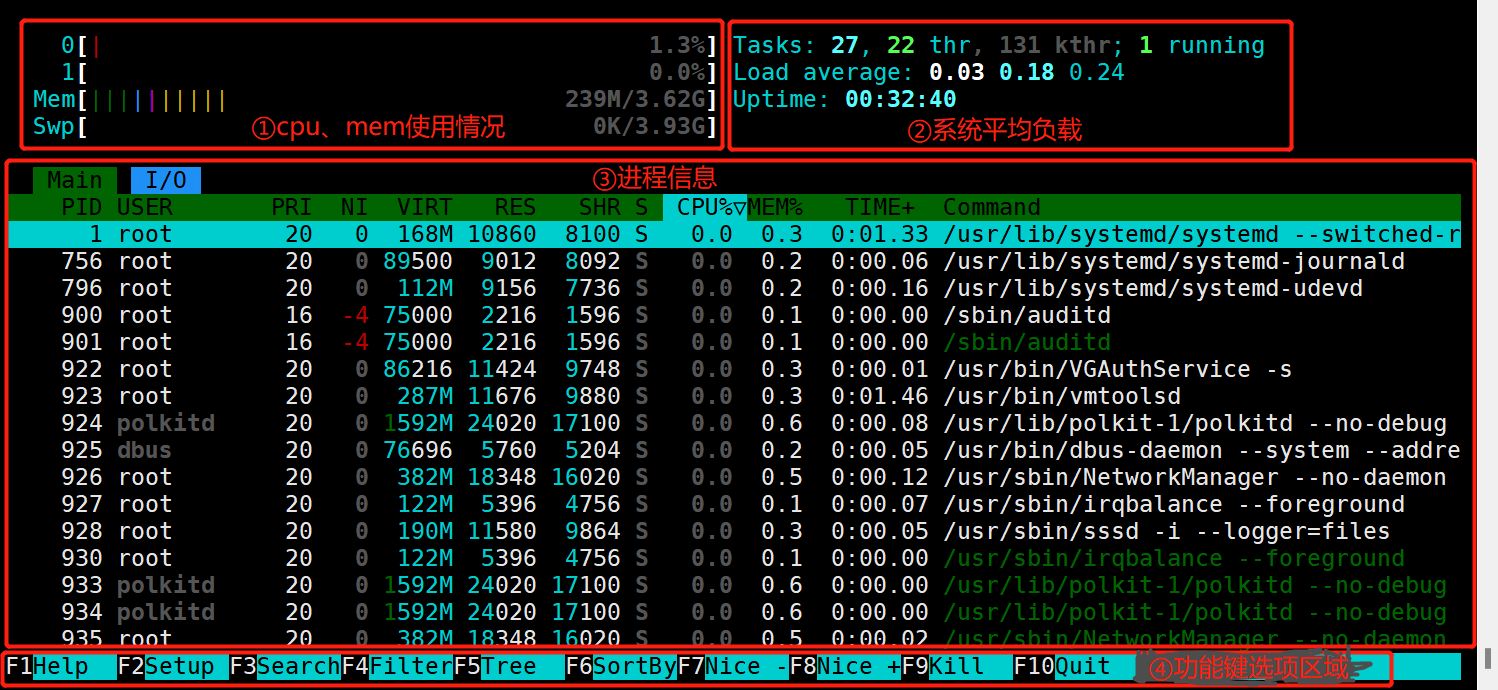 0[| 1.3%] Tasks: 27, 22 thr, 131 kthr; 1 running
1[ 0.0%] Load average: 0.03 0.18 0.24
Mem[|||||||||| 239M/3.62G] Uptime: 00:32:40
Swp[ ①cpu、mem使用情况 0K/3.93G] ②系统平均负载
Main I/O ③进程信息
PID USER PRI NI VIRT RES SHR S CPU%▽MEM% TIME+ Command
1 root 20 0 168M 10860 8100 S 0.0 0.3 0:01.33 /usr/lib/systemd/systemd --switched-r
756 root 20 0 89500 9012 8092 S 0.0 0.2 0:00.06 /usr/lib/systemd/systemd-journald
796 root 20 0 112M 9156 7736 S 0.0 0.2 0:00.16 /usr/lib/systemd/systemd-udevd
900 root 16 -4 75000 2216 1596 S 0.0 0.1 0:00.00 /sbin/auditd
901 root 16 -4 75000 2216 1596 S 0.0 0.1 0:00.00 /sbin/auditd
922 root 20 0 86216 11424 9748 S 0.0 0.3 0:00.01 /usr/bin/VGAuthService -s
923 root 20 0 287M 11676 9880 S 0.0 0.3 0:01.46 /usr/bin/vmtoolsd
924 polkitd 20 0 1592M 24020 17100 S 0.0 0.6 0:00.08 /usr/lib/polkit-1/polkitd --no-debug
925 dbus 20 0 76696 5760 5204 S 0.0 0.2 0:00.05 /usr/bin/dbus-daemon --system --addre
926 root 20 0 382M 18348 16020 S 0.0 0.5 0:00.12 /usr/sbin/NetworkManager --no-daemon
927 root 20 0 122M 5396 4756 S 0.0 0.1 0:00.07 /usr/sbin/irqbalance --foreground
928 root 20 0 190M 11580 9864 S 0.0 0.3 0:00.05 /usr/sbin/sssd -i --logger=files
930 root 20 0 122M 5396 4756 S 0.0 0.1 0:00.00 /usr/sbin/irqbalance --foreground
933 polkitd 20 0 1592M 24020 17100 S 0.0 0.6 0:00.00 /usr/lib/polkit-1/polkitd --no-debug
934 polkitd 20 0 1592M 24020 17100 S 0.0 0.6 0:00.00 /usr/lib/polkit-1/polkitd --no-debug
935 root 20 0 382M 18348 16020 S 0.0 0.5 0:00.02 /usr/sbin/NetworkManager --no-daemon
F1Help F2Setup F3SearchF4FilterF5Tree F6SortByF7Nice -F8Nice +F9Kill F10Quit ④功能键选项区域